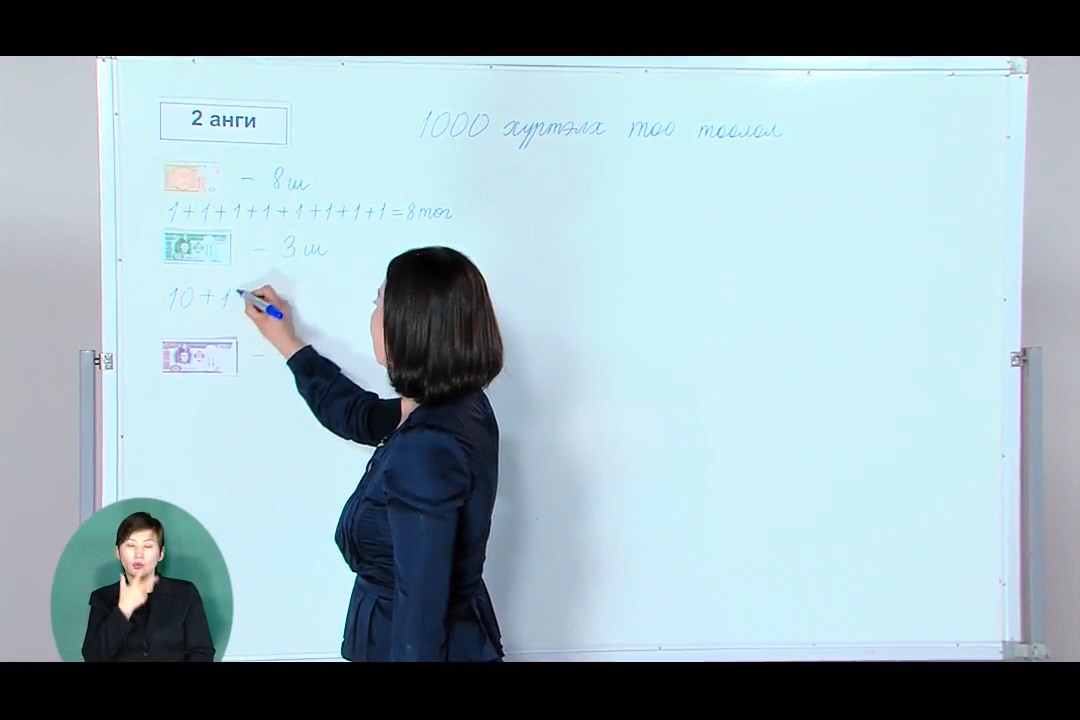 2 анги
1000 хүртэлх тоо тоолол
- 8ш
1+1+1+1+1+1+1+1=8төг
- 3ш
10+1
-